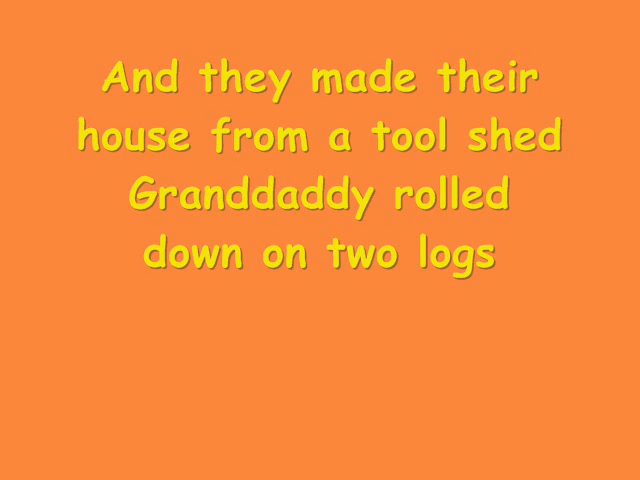 And they made their
house from a tool shed
Granddaddy rolled
down on two logs